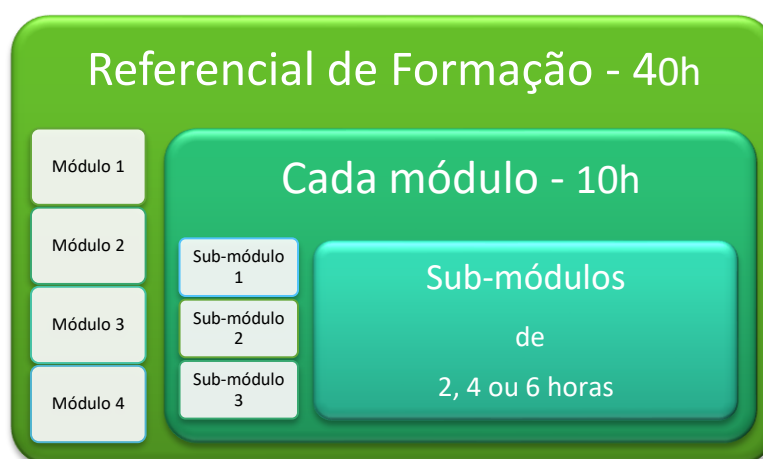 Referencial de Formação - 40h
Módulo 1
Módulo 2
Módulo 3
Módulo 4
Cada módulo - 10h
Sub-módulo
1
Sub-módulo
2
Sub-módulo
3
Sub-módulos
de
2, 4 ou 6 horas